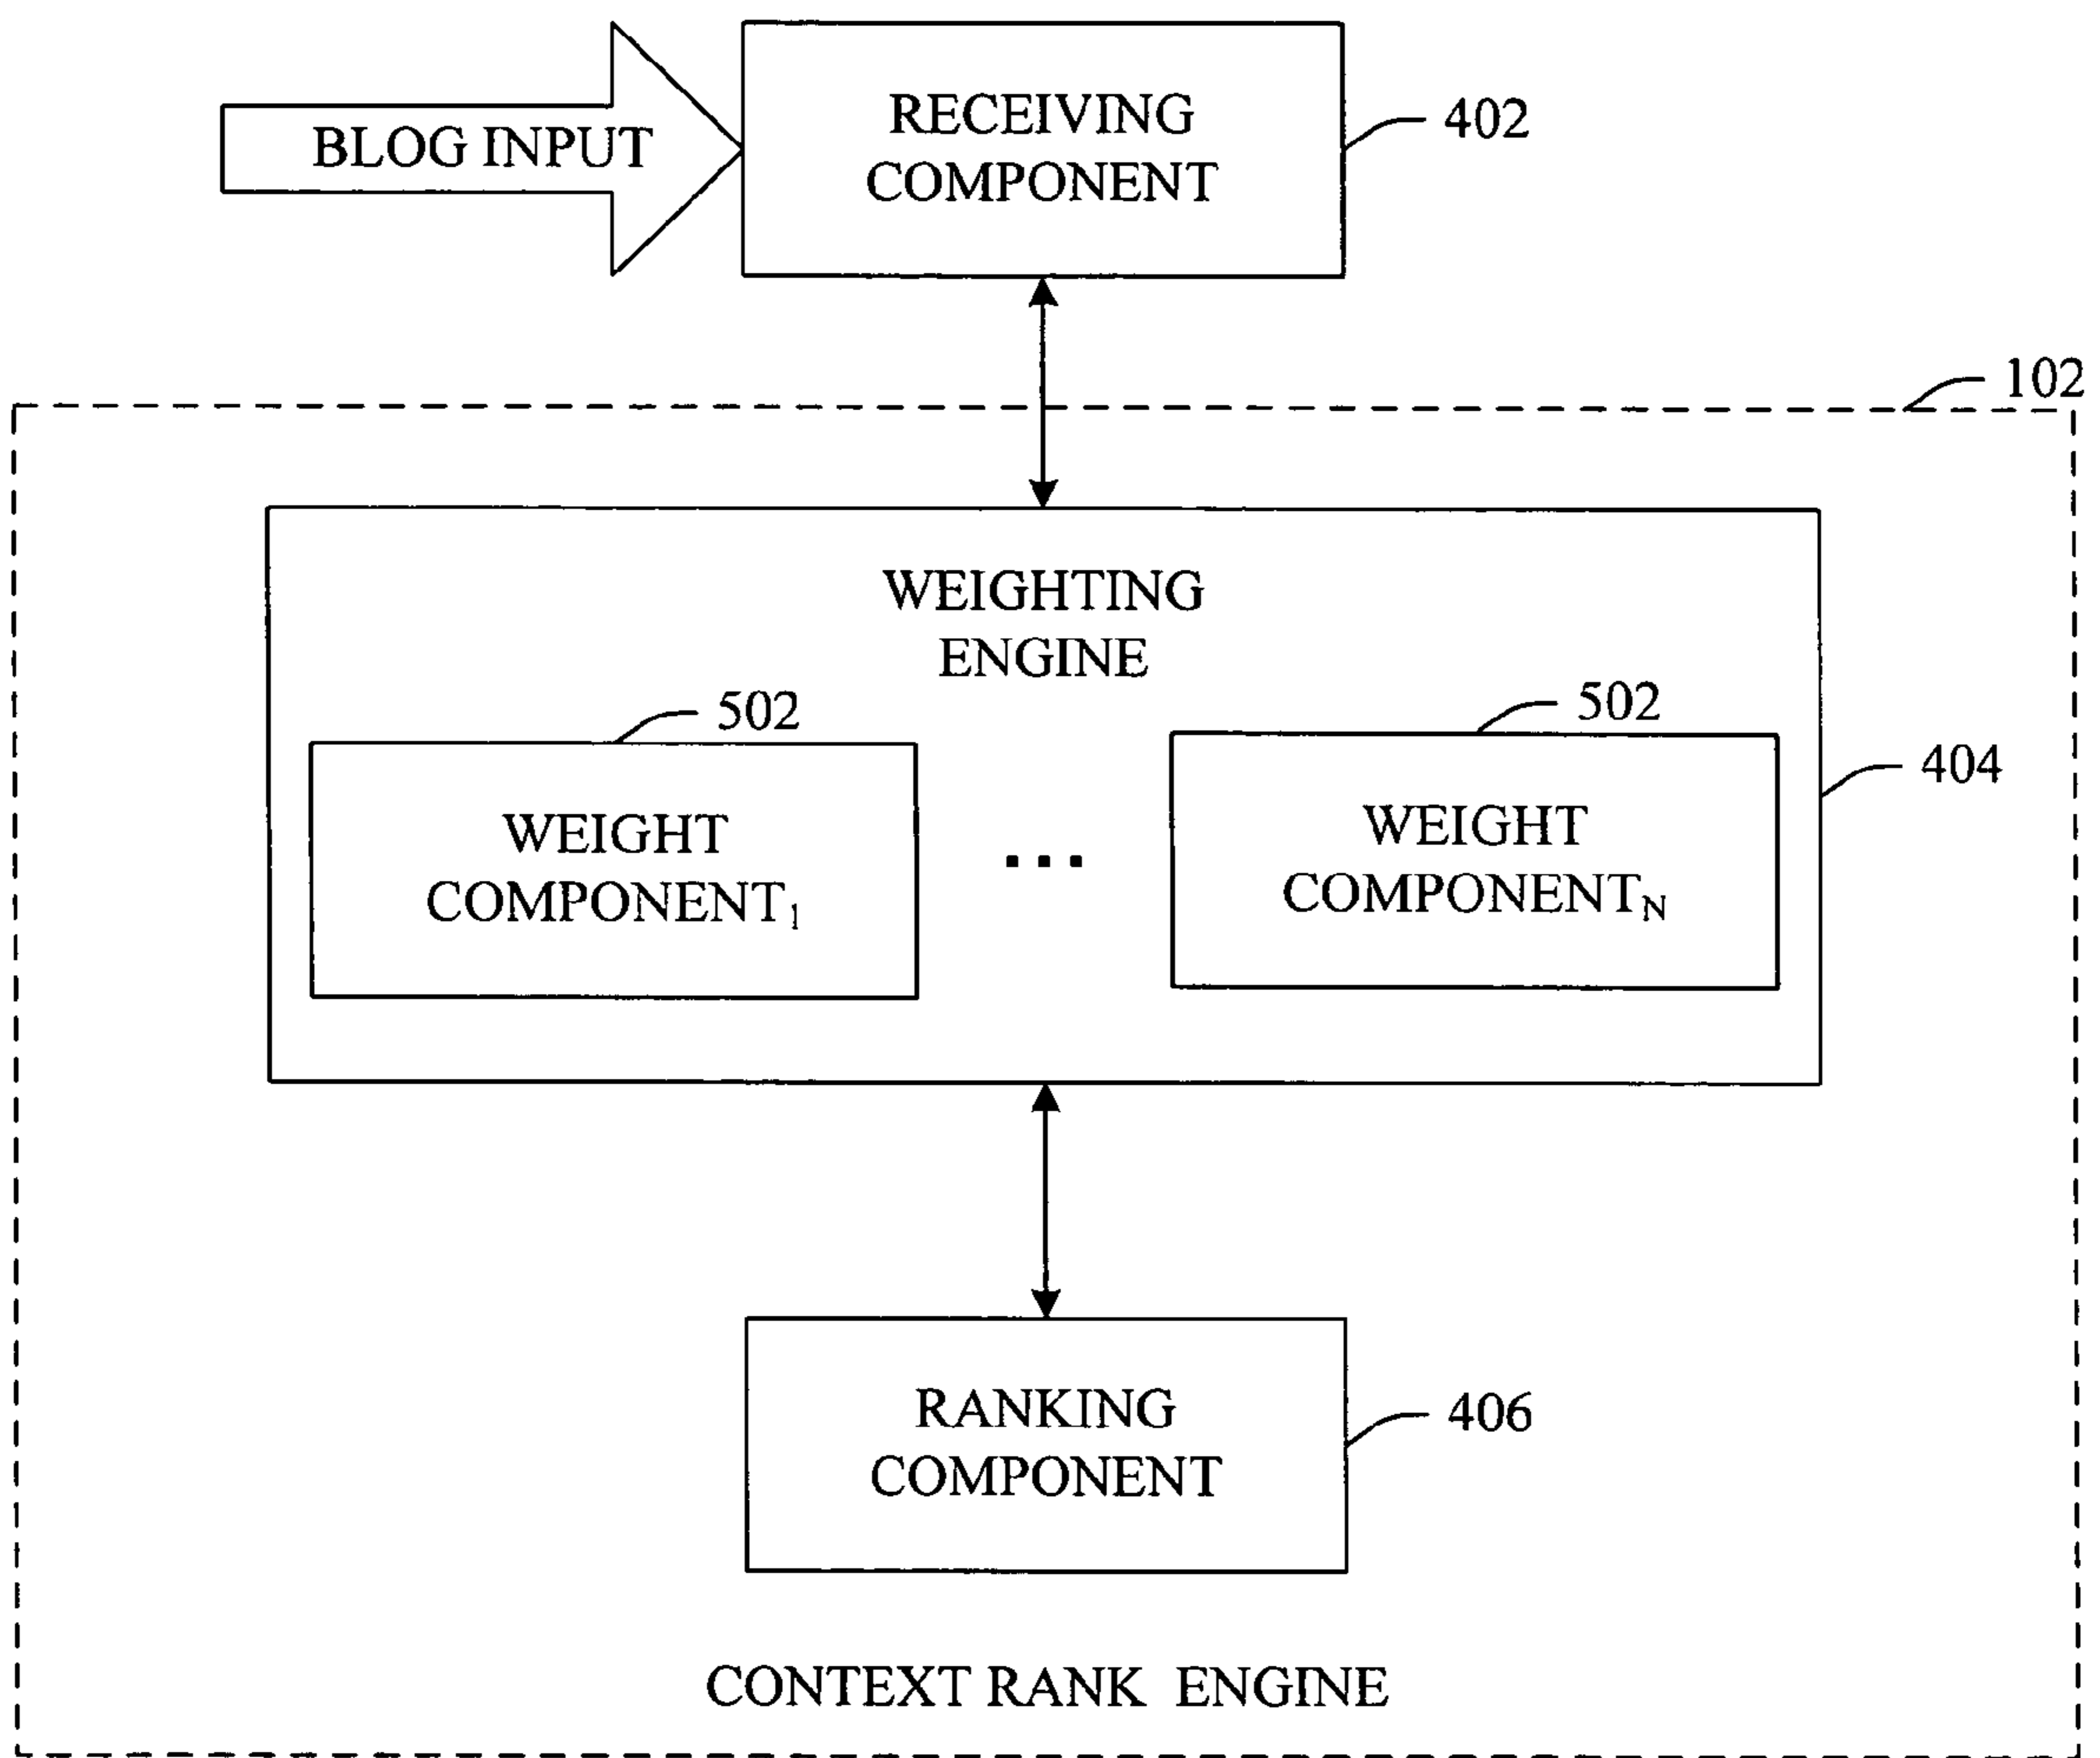 BLOG INPUT
RECEIVING
COMPONENT
402
102
WEIGHTING
ENGINE
502
502
404
WEIGHT
COMPONENT₁
...
WEIGHT
COMPONENTN
RANKING
COMPONENT
406
CONTEXT RANK ENGINE